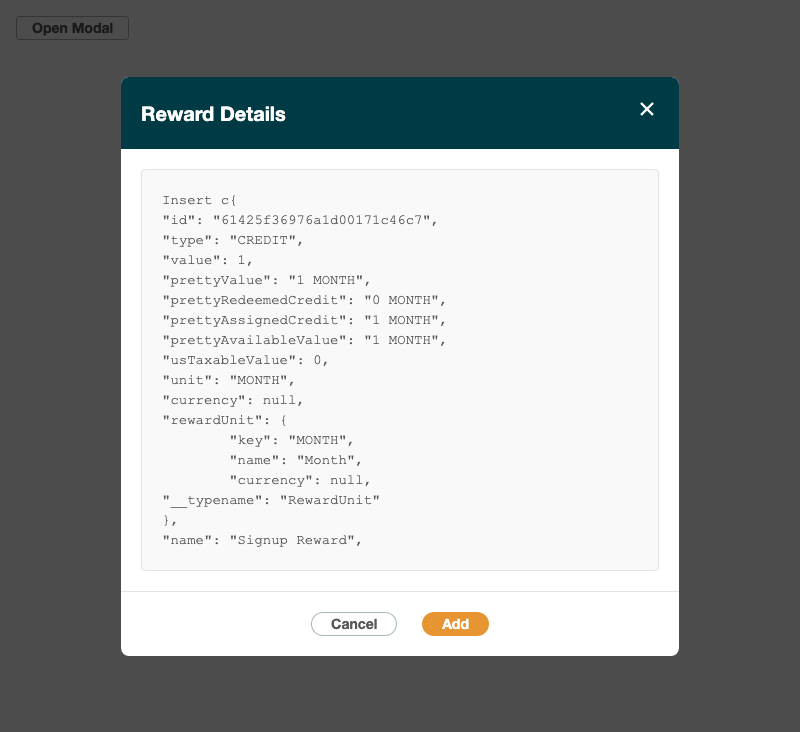 Open Modal
Reward Details
Insert c{
"id": "61425f36976a1d00171c46c7",
"type": "CREDIT",
"value": 1,
"prettyValue": "1 MONTH",
"prettyRedeemedCredit": "0 MONTH",
"prettyAssignedCredit": "1 MONTH",
"prettyAvailableValue": "1 MONTH",
"usTaxableValue": 0,
"unit": "MONTH",
"currency": null,
"rewardUnit": {
        "key": "MONTH",
        "name": "Month",
        "currency": null,
"__typename": "RewardUnit"
},
"name": "Signup Reward",
Cancel
Add